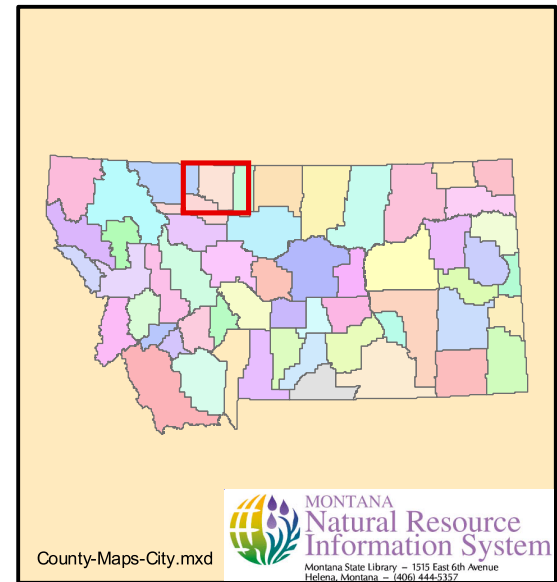 MONTANA
Natural Resource
Information System
Montana State Library – 1515 East 6th Avenue
Helena, Montana – (406) 444-5357
County-Maps-City.mxd